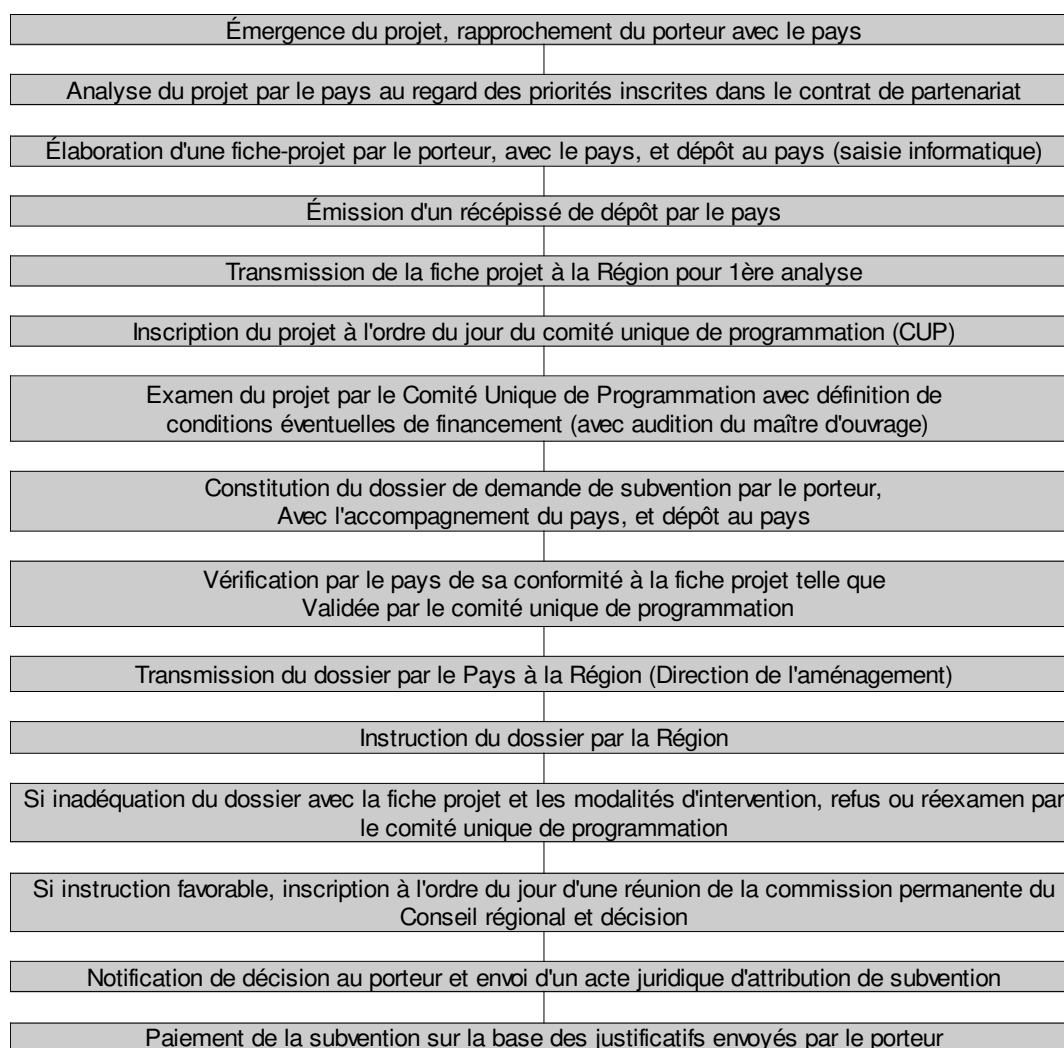 Émergence du projet, rapprochement du porteur avec le pays
Analyse du projet par le pays au regard des priorités inscrites dans le contrat de partenariat
Élaboration d'une fiche-projet par le porteur, avec le pays, et dépôt au pays (saisie informatique)
Émission d'un récépissé de dépôt par le pays
Transmission de la fiche projet à la Région pour 1ère analyse
Inscription du projet à l'ordre du jour du comité unique de programmation (CUP)
Examen du projet par le Comité Unique de Programmation avec définition de
conditions éventuelles de financement (avec audition du maître d'ouvrage)
Constitution du dossier de demande de subvention par le porteur,
Avec l'accompagnement du pays, et dépôt au pays
Vérification par le pays de sa conformité à la fiche projet telle que
Validée par le comité unique de programmation
Transmission du dossier par le Pays à la Région (Direction de l'aménagement)
Instruction du dossier par la Région
Si inadéquation du dossier avec la fiche projet et les modalités d'intervention, refus ou réexamen par
le comité unique de programmation
Si instruction favorable, inscription à l'ordre du jour d'une réunion de la commission permanente du
Conseil régional et décision
Notification de décision au porteur et envoi d'un acte juridique d'attribution de subvention
Paiement de la subvention sur la base des justificatifs envoyés par le porteur